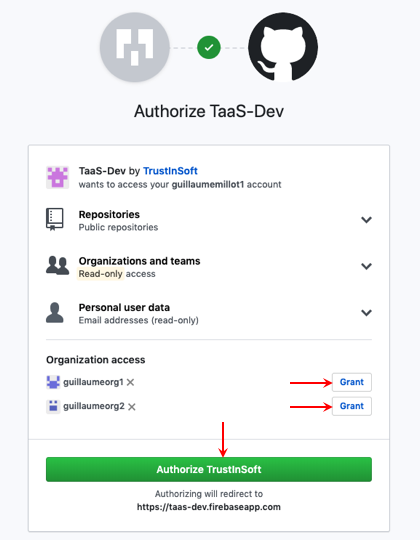 Authorize TaaS-Dev
TaaS-Dev by TrustInSoft
wants to access your guillaumemillot1 account
Repositories
Public repositories
Organizations and teams
Read-only access
Personal user data
Email addresses (read-only)
Organization access
guillaumeorg1 Grant
guillaumeorg2 Grant
Authorize TrustInSoft
Authorizing will redirect to
https://taas-dev.firebaseapp.com